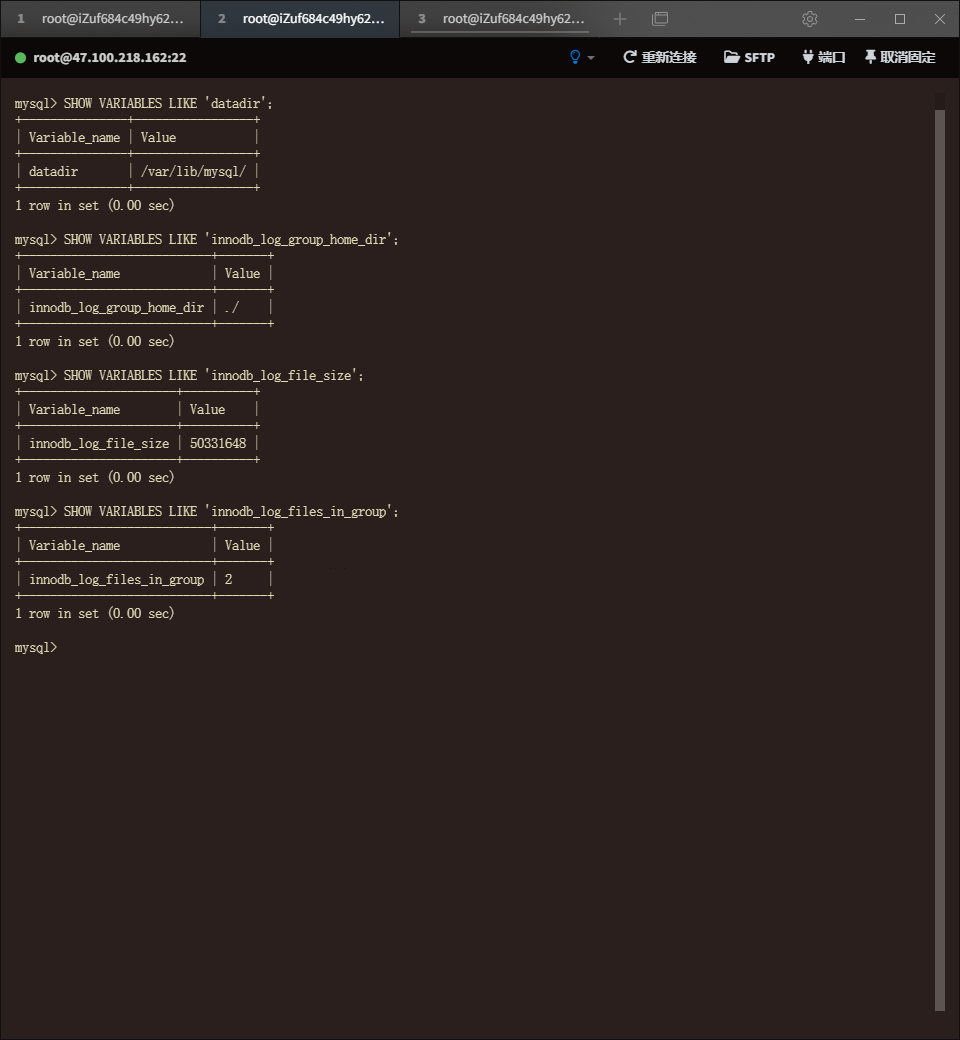 1 root@iZuf684c49hy62... 2 root@iZuf684c49hy62... 3 root@iZuf684c49hy62...
root@47.100.218.162:22 重新连接 SFTP 端口 取消固定
mysql> SHOW VARIABLES LIKE 'datadir';
+---------------+-----------------+
| Variable_name | Value           |
+---------------+-----------------+
| datadir       | /var/lib/mysql/ |
+---------------+-----------------+
1 row in set (0.00 sec)
mysql> SHOW VARIABLES LIKE 'innodb_log_group_home_dir';
+---------------------------+-------+
| Variable_name             | Value |
+---------------------------+-------+
| innodb_log_group_home_dir | ./    |
+---------------------------+-------+
1 row in set (0.00 sec)
mysql> SHOW VARIABLES LIKE 'innodb_log_file_size';
+----------------------+----------+
| Variable_name        | Value    |
+----------------------+----------+
| innodb_log_file_size | 50331648 |
+----------------------+----------+
1 row in set (0.00 sec)
mysql> SHOW VARIABLES LIKE 'innodb_log_files_in_group';
+---------------------------+-------+
| Variable_name             | Value |
+---------------------------+-------+
| innodb_log_files_in_group | 2     |
+---------------------------+-------+
1 row in set (0.00 sec)
mysql>